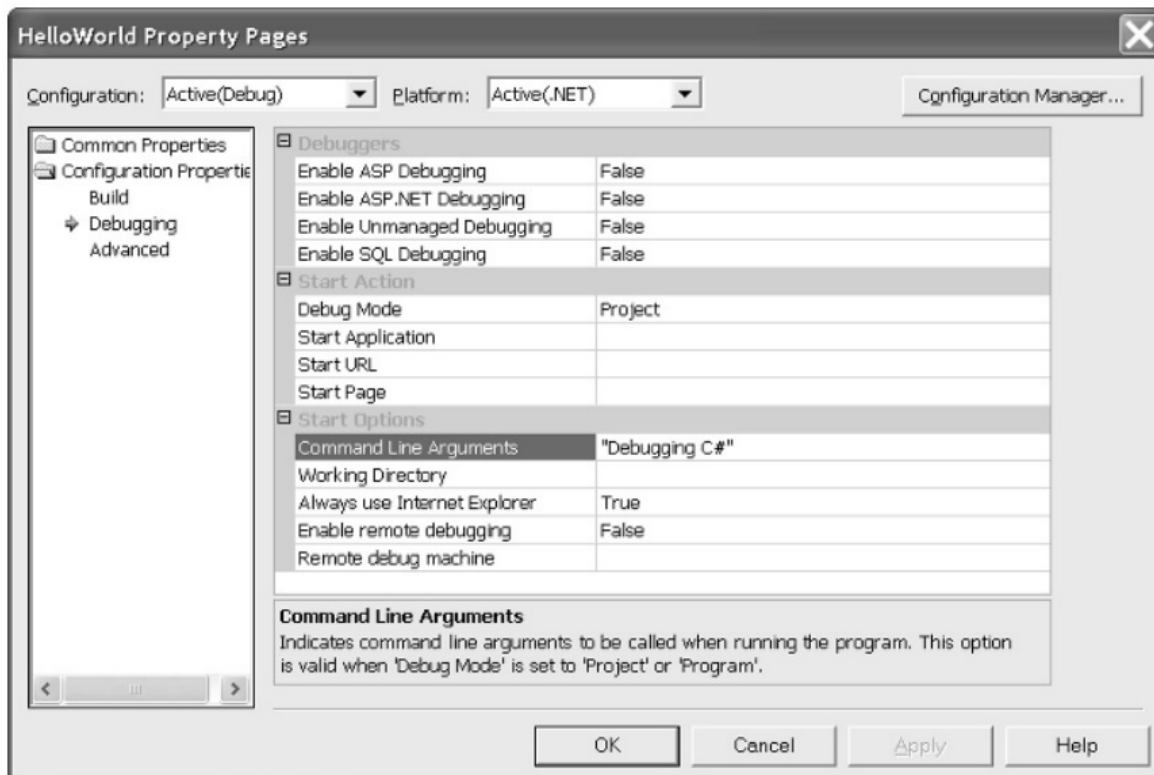 HelloWorld Property Pages
Configuration: Active(Debug) Platform: Active(.NET) Configuration Manager...
Common Properties
Configuration Propertie
Build
Debugging
Advanced
Debuggers
Enable ASP Debugging False
Enable ASP.NET Debugging False
Enable Unmanaged Debugging False
Enable SQL Debugging False
Start Action
Debug Mode Project
Start Application
Start URL
Start Page
Start Options
Command Line Arguments "Debugging C#"
Working Directory
Always use Internet Explorer True
Enable remote debugging False
Remote debug machine
Command Line Arguments
Indicates command line arguments to be called when running the program. This option
is valid when 'Debug Mode' is set to 'Project' or 'Program'.
OK Cancel Apply Help